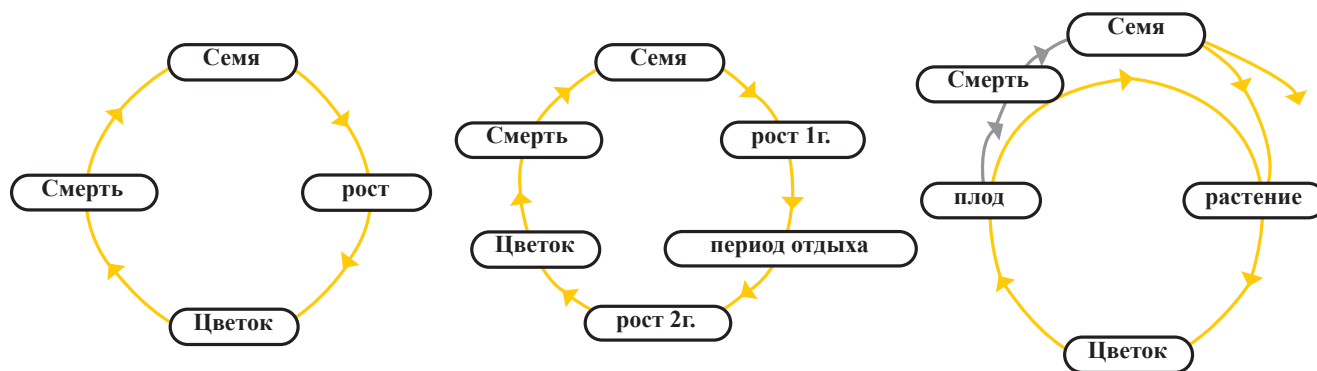 Семя
рост
Цветок
Смерть
Семя
рост 1г.
период отдыха
рост 2г.
Цветок
Смерть
Семя
Смерть
плод
растение
Цветок